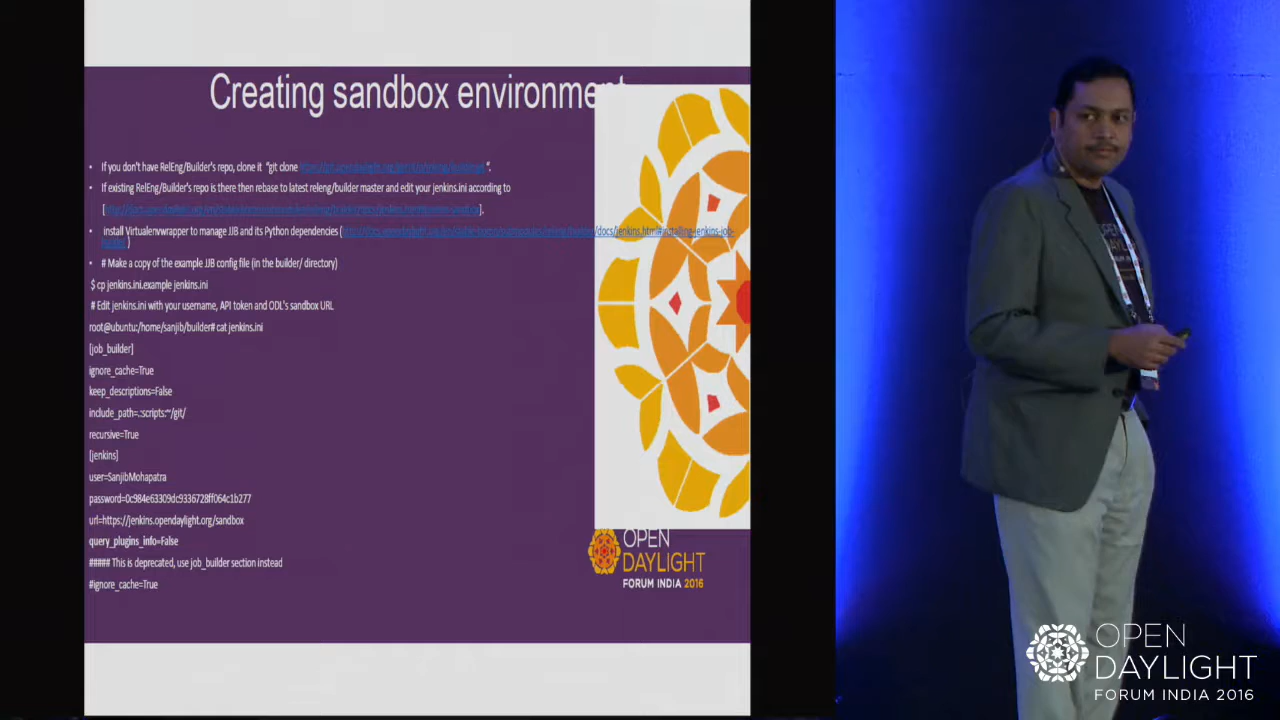 Creating sandbox environment
• If you don't have RelEng/Builder's repo, clone it "git clone ".
• If existing RelEng/Builder's repo is there then rebase to latest releng/builder master and edit your jenkins.ini according to
[ ],
• install Virtualenvwrapper to manage JJB and its Python dependencies (
)
• # Make a copy of the example JJB config file (in the builder/ directory)
$ cp jenkins.ini.example jenkins.ini
# Edit jenkins.ini with your username, API token and ODL's sandbox URL
root@ubuntu:/home/sanjib/builder# cat jenkins.ini
[job_builder]
ignore_cache=True
keep_descriptions=False
include_path=.:scripts:~/git/
recursive=True
[jenkins]
user=SanjibMohapatra
password=0c984e63309dc9336728ff064c1b277
url=https://jenkins.opendaylight.org/sandbox
query_plugins_info=False
##### This is deprecated, use job_builder section instead
#ignore_cache=True
OPEN
DAYLIGHT
FORUM INDIA 2016
OPEN
DAYLIGHT
FORUM INDIA 2016